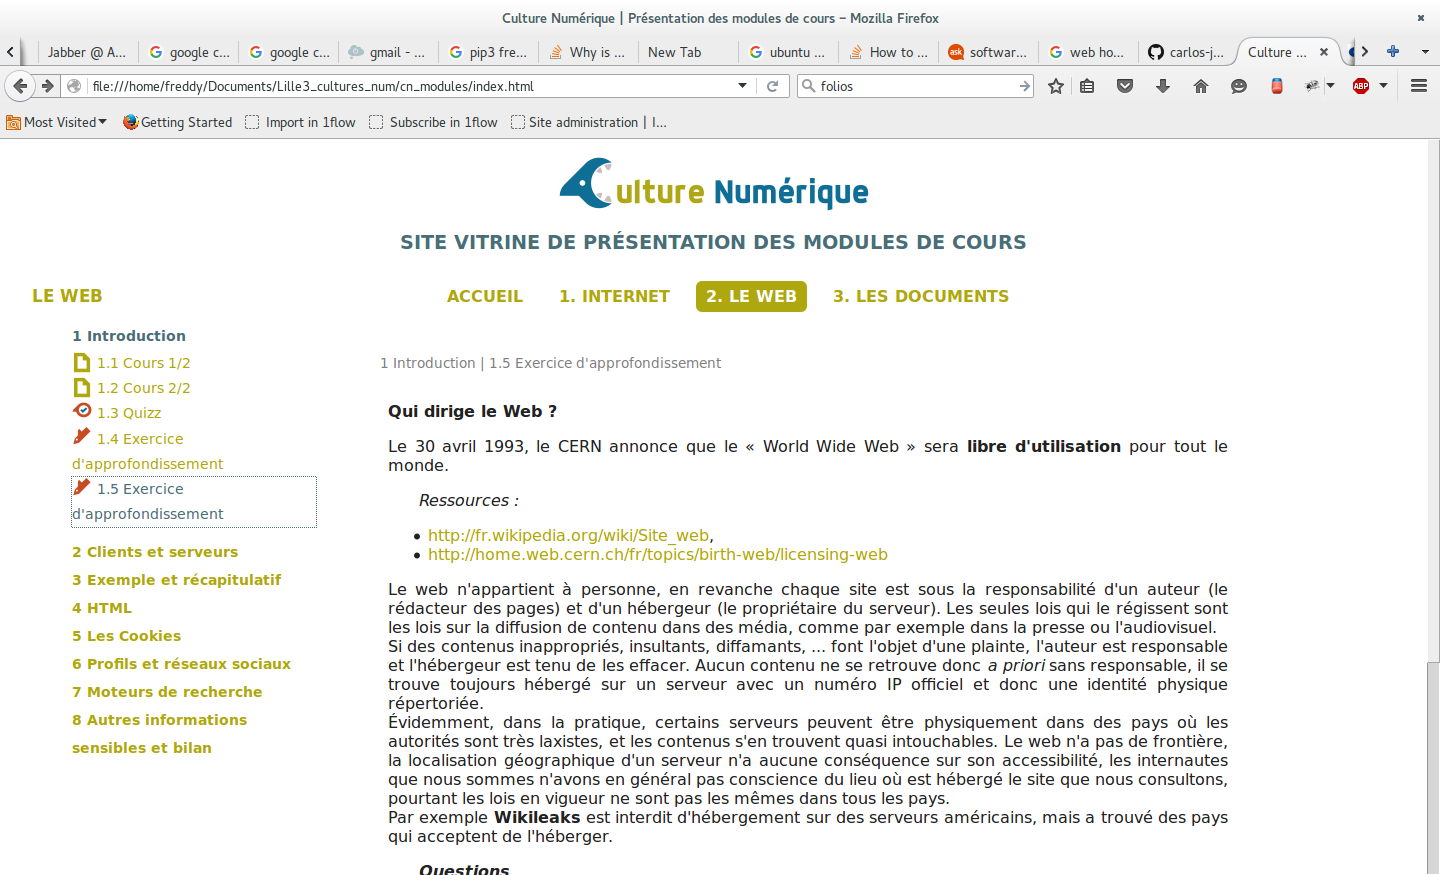 Culture Numérique | Présentation des modules de cours – Mozilla Firefox
Jabber @ A...
google c...
google c...
gmail - ...
pip3 fre...
Why is ...
New Tab
ubuntu ...
How to ...
ask softwar...
web ho...
carlos-j...
Culture ...
file:///home/freddy/Documents/Lille3_cultures_num/cn_modules/index.html
folios
ABP
Most Visited
Getting Started
Import in 1flow
Subscribe in 1flow
Site administration | I...
Culture Numérique
SITE VITRINE DE PRÉSENTATION DES MODULES DE COURS
LE WEB
ACCUEIL
1. INTERNET
2. LE WEB
3. LES DOCUMENTS
1 Introduction
1.1 Cours 1/2
1.2 Cours 2/2
1.3 Quizz
1.4 Exercice
d'approfondissement
1.5 Exercice
d'approfondissement
2 Clients et serveurs
3 Exemple et récapitulatif
4 HTML
5 Les Cookies
6 Profils et réseaux sociaux
7 Moteurs de recherche
8 Autres informations
sensibles et bilan
1 Introduction | 1.5 Exercice d'approfondissement
Qui dirige le Web ?
Le 30 avril 1993, le CERN annonce que le « World Wide Web » sera libre d'utilisation pour tout le
monde.
Ressources :
• http://fr.wikipedia.org/wiki/Site_web,
• http://home.web.cern.ch/fr/topics/birth-web/licensing-web
Le web n'appartient à personne, en revanche chaque site est sous la responsabilité d'un auteur (le
rédacteur des pages) et d'un hébergeur (le propriétaire du serveur). Les seules lois qui le régissent sont
les lois sur la diffusion de contenu dans des média, comme par exemple dans la presse ou l'audiovisuel.
Si des contenus inappropriés, insultants, diffamants, ... font l'objet d'une plainte, l'auteur est responsable
et l'hébergeur est tenu de les effacer. Aucun contenu ne se retrouve donc a priori sans responsable, il se
trouve toujours hébergé sur un serveur avec un numéro IP officiel et donc une identité physique
répertoriée.
Évidemment, dans la pratique, certains serveurs peuvent être physiquement dans des pays où les
autorités sont très laxistes, et les contenus s'en trouvent quasi intouchables. Le web n'a pas de frontière,
la localisation géographique d'un serveur n'a aucune conséquence sur son accessibilité, les internautes
que nous sommes n'avons en général pas conscience du lieu où est hébergé le site que nous consultons,
pourtant les lois en vigueur ne sont pas les mêmes dans tous les pays.
Par exemple Wikileaks est interdit d'hébergement sur des serveurs américains, mais a trouvé des pays
qui acceptent de l'héberger.
Questions